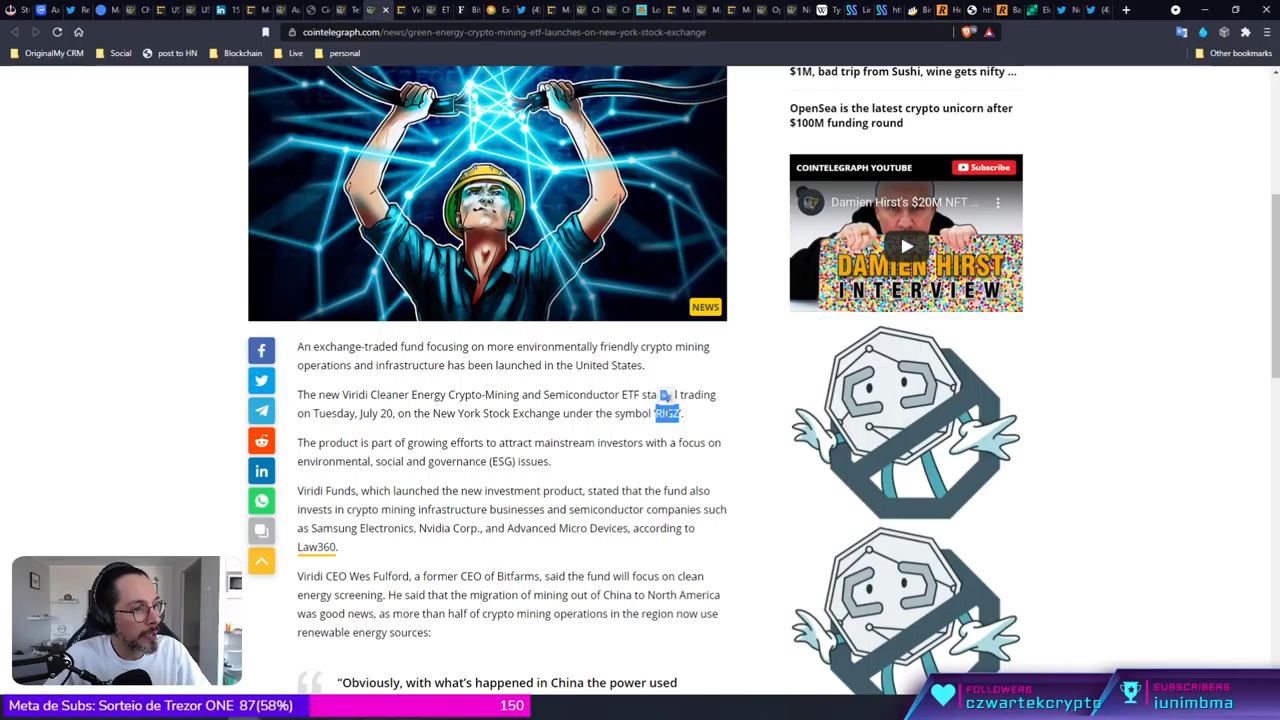 cointelegraph.com/news/green-energy-crypto-mining-etf-launches-on-new-york-stock-exchange
OriginalMy CRM
Social
post to HN
Blockchain
Live
personal
Other bookmarks
$1M, bad trip from Sushi, wine gets nifty ...
OpenSea is the latest crypto unicorn after
$100M funding round
COINTELEGRAPH YOUTUBE
Subscribe
Damien Hirst's $20M NFT ...
DAMIEN HIRST
INTERVIEW
NEWS
An exchange-traded fund focusing on more environmentally friendly crypto mining
operations and infrastructure has been launched in the United States.
The new Viridi Cleaner Energy Crypto-Mining and Semiconductor ETF sta d trading
on Tuesday, July 20, on the New York Stock Exchange under the symbol 'RIGZ'.
The product is part of growing efforts to attract mainstream investors with a focus on
environmental, social and governance (ESG) issues.
Viridi Funds, which launched the new investment product, stated that the fund also
invests in crypto mining infrastructure businesses and semiconductor companies such
as Samsung Electronics, Nvidia Corp., and Advanced Micro Devices, according to
Law360.
Viridi CEO Wes Fulford, a former CEO of Bitfarms, said the fund will focus on clean
energy screening. He said that the migration of mining out of China to North America
was good news, as more than half of crypto mining operations in the region now use
renewable energy sources:
“Obviously, with what's happened in China the power used
Meta de Subs: Sorteio de Trezor ONE 87(58%)
150
FOLLOWERS
czwartekcrypto
SUBSCRIBERS
junimbma